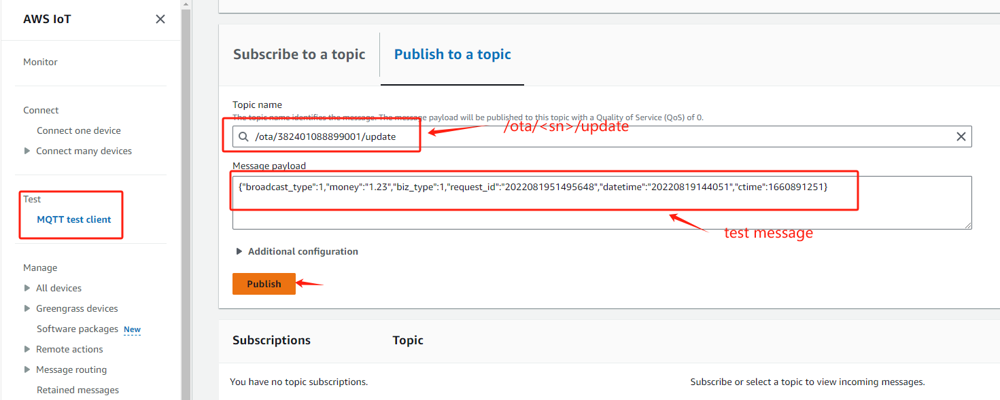 AWS IoT
Monitor
Connect
Connect one device
Connect many devices
Test
MQTT test client
Manage
All devices
Greengrass devices
Software packages New
Remote actions
Message routing
Retained messages
Subscribe to a topic
Publish to a topic
Topic name
The topic name identifies the message. The message payload will be published to this topic with a Quality of Service (QoS) of 0.
/ota/382401088899001/update
/ota/<sn>/update
Message payload
{"broadcast_type":1,"money":"1.23","biz_type":1,"request_id":"2022081951495648","datetime":"20220819144051","ctime":1660891251}
test message
Additional configuration
Publish
Subscriptions
Topic
You have no topic subscriptions.
Subscribe or select a topic to view incoming messages.